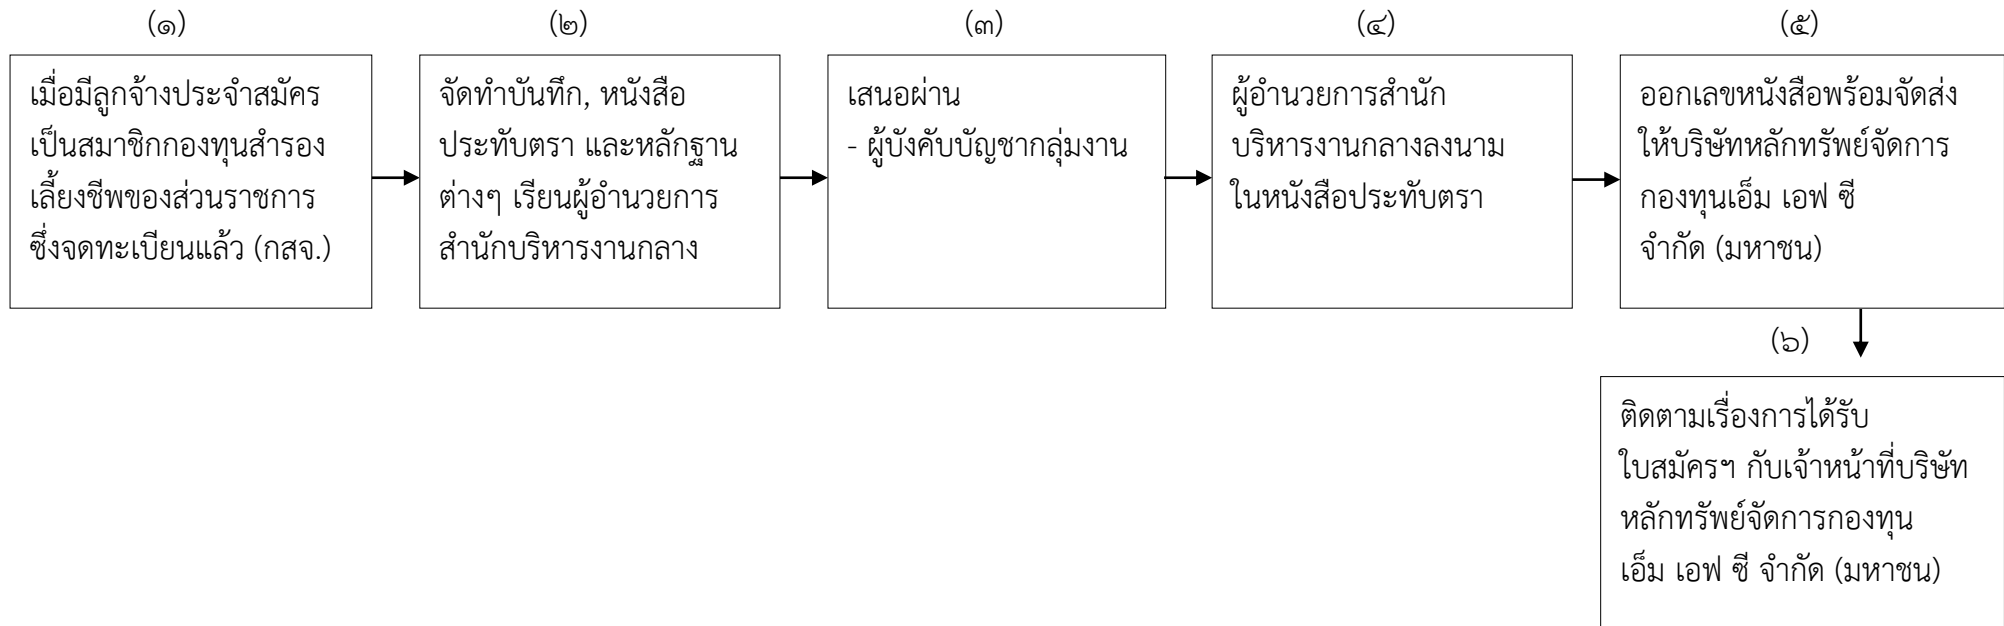 (๑)
เมื่อมีลูกจ้างประจำสมัคร
เป็นสมาชิกกองทุนสำรอง
เลี้ยงชีพของส่วนราชการ
ซึ่งจดทะเบียนแล้ว (กสจ.)
(๒)
จัดทำบันทึก, หนังสือ
ประทับตรา และหลักฐาน
ต่างๆ เรียนผู้อำนวยการ
สำนักบริหารงานกลาง
(๓)
เสนอผ่าน
- ผู้บังคับบัญชากลุ่มงาน
(๔)
ผู้อำนวยการสำนัก
บริหารงานกลางลงนาม
ในหนังสือประทับตรา
(๕)
ออกเลขหนังสือพร้อมจัดส่ง
ให้บริษัทหลักทรัพย์จัดการ
กองทุนเอ็ม เอฟ ซี
จำกัด (มหาชน)
(๖)
ติดตามเรื่องการได้รับ
ใบสมัครฯ กับเจ้าหน้าที่บริษัท
หลักทรัพย์จัดการกองทุน
เอ็ม เอฟ ซี จำกัด (มหาชน)